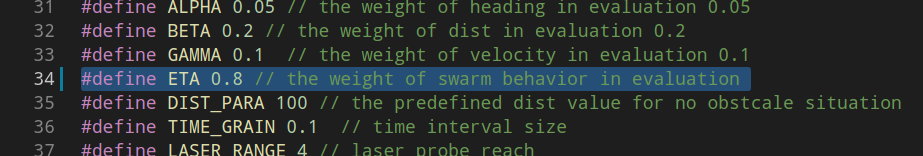 31 #define ALPHA 0.05 // the weight of heading in evaluation 0.05
32 #define BETA 0.2 // the weight of dist in evaluation 0.2
33 #define GAMMA 0.1  // the weight of velocity in evaluation 0.1
34 #define ETA 0.8 // the weight of swarm behavior in evaluation
35 #define DIST_PARA 100 // the predefined dist value for no obstcale situation
36 #define TIME_GRAIN 0.1  // time interval size
37 #define LASER_RANGE 4 // laser probe reach